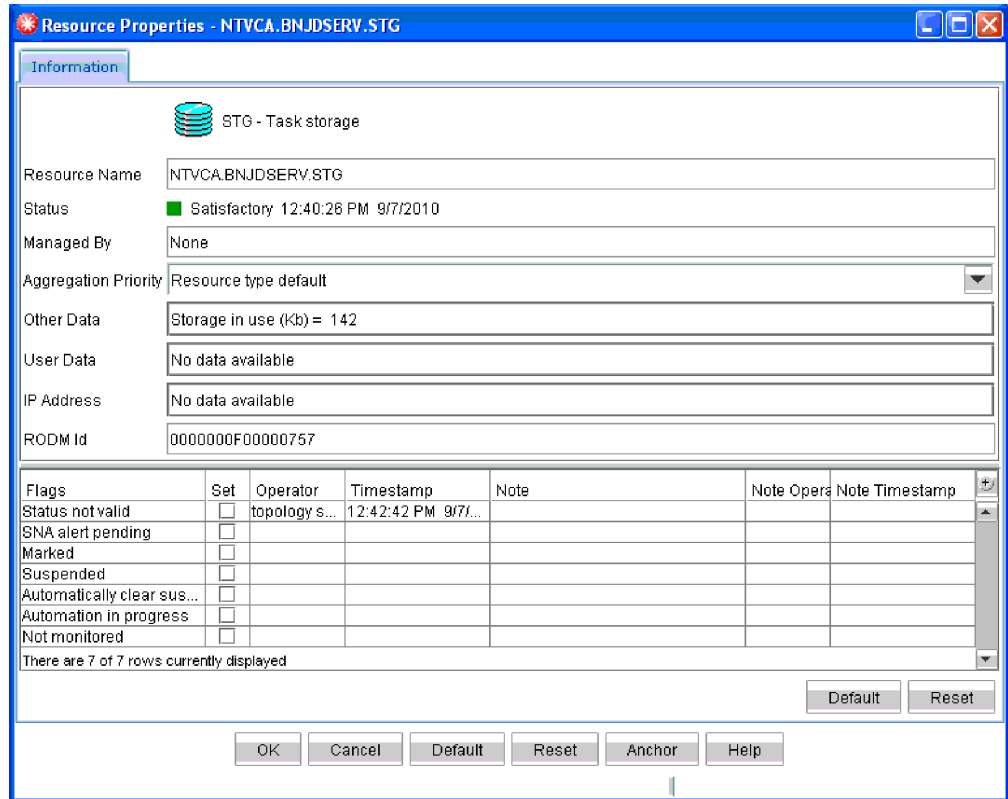 Resource Properties - NTVCA.BNJDSERV.STG
Information
STG - Task storage
Resource Name NTVCA.BNJDSERV.STG
Status Satisfactory 12:40:26 PM 9/7/2010
Managed By None
Aggregation Priority Resource type default
Other Data Storage in use (Kb) = 142
User Data No data available
IP Address No data available
RODM Id 0000000F00000757
Flags Set Operator Timestamp Note Note Opera Note Timestamp
Status not valid topology s... 12:42:42 PM 9/7/...
SNA alert pending
Marked
Suspended
Automatically clear sus...
Automation in progress
Not monitored
There are 7 of 7 rows currently displayed
Default Reset
OK Cancel Default Reset Anchor Help